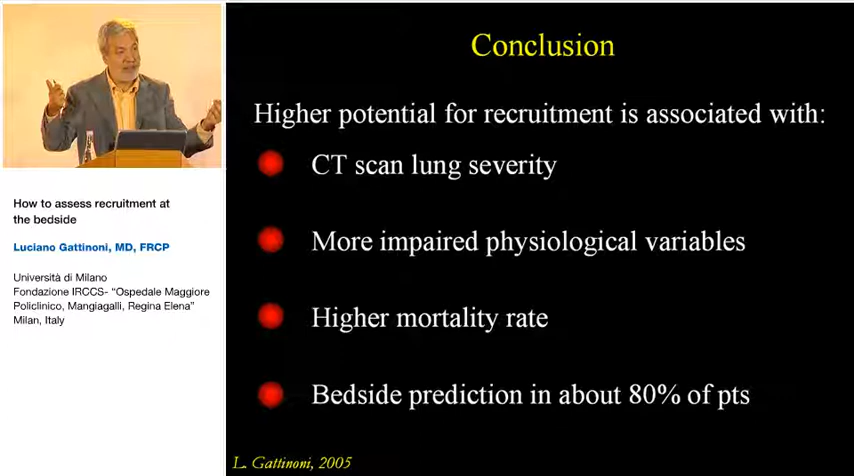 How to assess recruitment at
the bedside
Luciano Gattinoni, MD, FRCP
Università di Milano
Fondazione IRCCS- “Ospedale Maggiore
Policlinico, Mangiagalli, Regina Elena”
Milan, Italy
Conclusion
Higher potential for recruitment is associated with:
CT scan lung severity
More impaired physiological variables
Higher mortality rate
Bedside prediction in about 80% of pts
L. Gattinoni, 2005